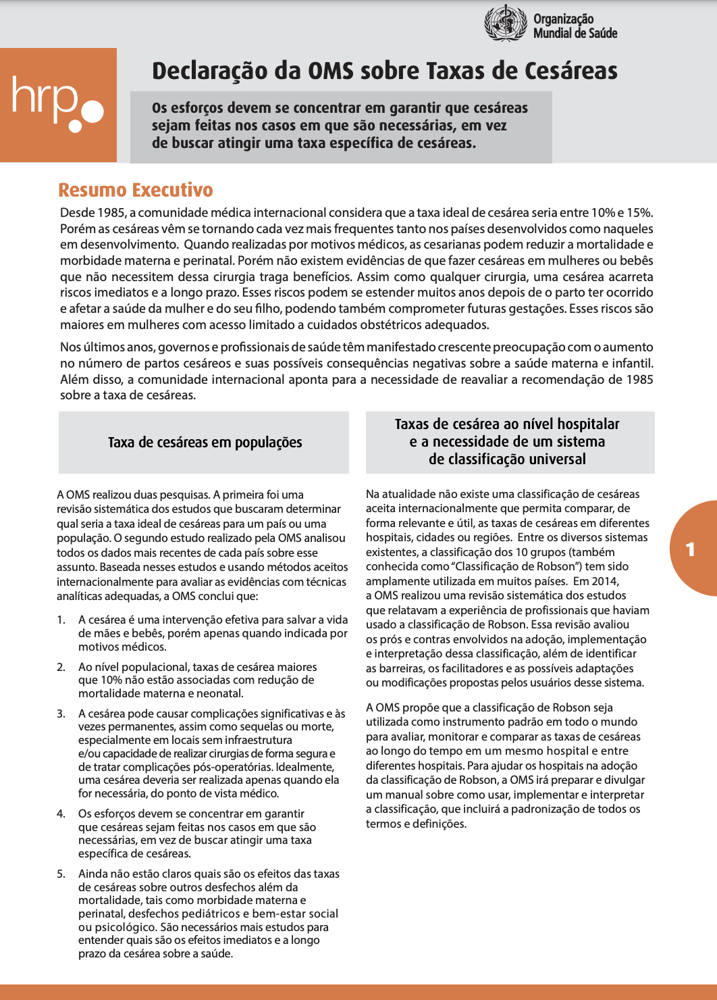 Organização
Mundial de Saúde
Declaração da OMS sobre Taxas de Cesáreas
hrp
Os esforços devem se concentrar em garantir que cesáreas
sejam feitas nos casos em que são necessárias, em vez
de buscar atingir uma taxa específica de cesáreas.
Resumo Executivo
Desde 1985, a comunidade médica internacional considera que a taxa ideal de cesárea seria entre 10% e 15%.
Porém as cesáreas vêm se tornando cada vez mais frequentes tanto nos países desenvolvidos como naqueles
em desenvolvimento. Quando realizadas por motivos médicos, as cesarianas podem reduzir a mortalidade e
morbidade materna e perinatal. Porém não existem evidências de que fazer cesáreas em mulheres ou bebês
que não necessitem dessa cirurgia traga benefícios. Assim como qualquer cirurgia, uma cesárea acarreta
riscos imediatos e a longo prazo. Esses riscos podem se estender muitos anos depois de o parto ter ocorrido
e afetar a saúde da mulher e do seu filho, podendo também comprometer futuras gestações. Esses riscos são
maiores em mulheres com acesso limitado a cuidados obstétricos adequados.
Nos últimos anos, governos e profissionais de saúde têm manifestado crescente preocupação com o aumento
no número de partos cesáreos e suas possíveis consequências negativas sobre a saúde materna e infantil.
Além disso, a comunidade internacional aponta para a necessidade de reavaliar a recomendação de 1985
sobre a taxa de cesáreas.
Taxa de cesáreas em populações
A OMS realizou duas pesquisas. A primeira foi uma
revisão sistemática dos estudos que buscaram determinar
qual seria a taxa ideal de cesáreas para um país ou uma
população. O segundo estudo realizado pela OMS analisou
todos os dados mais recentes de cada país sobre esse
assunto. Baseada nesses estudos e usando métodos aceitos
internacionalmente para avaliar as evidências com técnicas
analíticas adequadas, a OMS conclui que:
1. A cesárea é uma intervenção efetiva para salvar a vida
de mães e bebês, porém apenas quando indicada por
motivos médicos.
2. Ao nível populacional, taxas de cesárea maiores
que 10% não estão associadas com redução de
mortalidade materna e neonatal.
3. A cesárea pode causar complicações significativas e às
vezes permanentes, assim como sequelas ou morte,
especialmente em locais sem infraestrutura
e/ou capacidade de realizar cirurgias de forma segura e
de tratar complicações pós-operatórias. Idealmente,
uma cesárea deveria ser realizada apenas quando ela
for necessária, do ponto de vista médico.
4. Os esforços devem se concentrar em garantir
que cesáreas sejam feitas nos casos em que são
necessárias, em vez de buscar atingir uma taxa
específica de cesáreas.
5. Ainda não estão claros quais são os efeitos das taxas
de cesáreas sobre outros desfechos além da
mortalidade, tais como morbidade materna e
perinatal, desfechos pediátricos e bem-estar social
ou psicológico. São necessários mais estudos para
entender quais são os efeitos imediatos e a longo
prazo da cesárea sobre a saúde.
Taxas de cesárea ao nível hospitalar
e a necessidade de um sistema
de classificação universal
Na atualidade não existe uma classificação de cesáreas
aceita internacionalmente que permita comparar, de
forma relevante e útil, as taxas de cesáreas em diferentes
hospitais, cidades ou regiões. Entre os diversos sistemas
existentes, a classificação dos 10 grupos (também
conhecida como “Classificação de Robson”) tem sido
amplamente utilizada em muitos países. Em 2014,
a OMS realizou uma revisão sistemática dos estudos
que relatavam a experiência de profissionais que haviam
usado a classificação de Robson. Essa revisão avaliou
os prós e contras envolvidos na adoção, implementação
e interpretação dessa classificação, além de identificar
as barreiras, os facilitadores e as possíveis adaptações
ou modificações propostas pelos usuários desse sistema.
A OMS propõe que a classificação de Robson seja
utilizada como instrumento padrão em todo o mundo
para avaliar, monitorar e comparar as taxas de cesáreas
ao longo do tempo em um mesmo hospital e entre
diferentes hospitais. Para ajudar os hospitais na adoção
da classificação de Robson, a OMS irá preparar e divulgar
um manual sobre como usar, implementar e interpretar
a classificação, que incluirá a padronização de todos os
termos e definições.
1